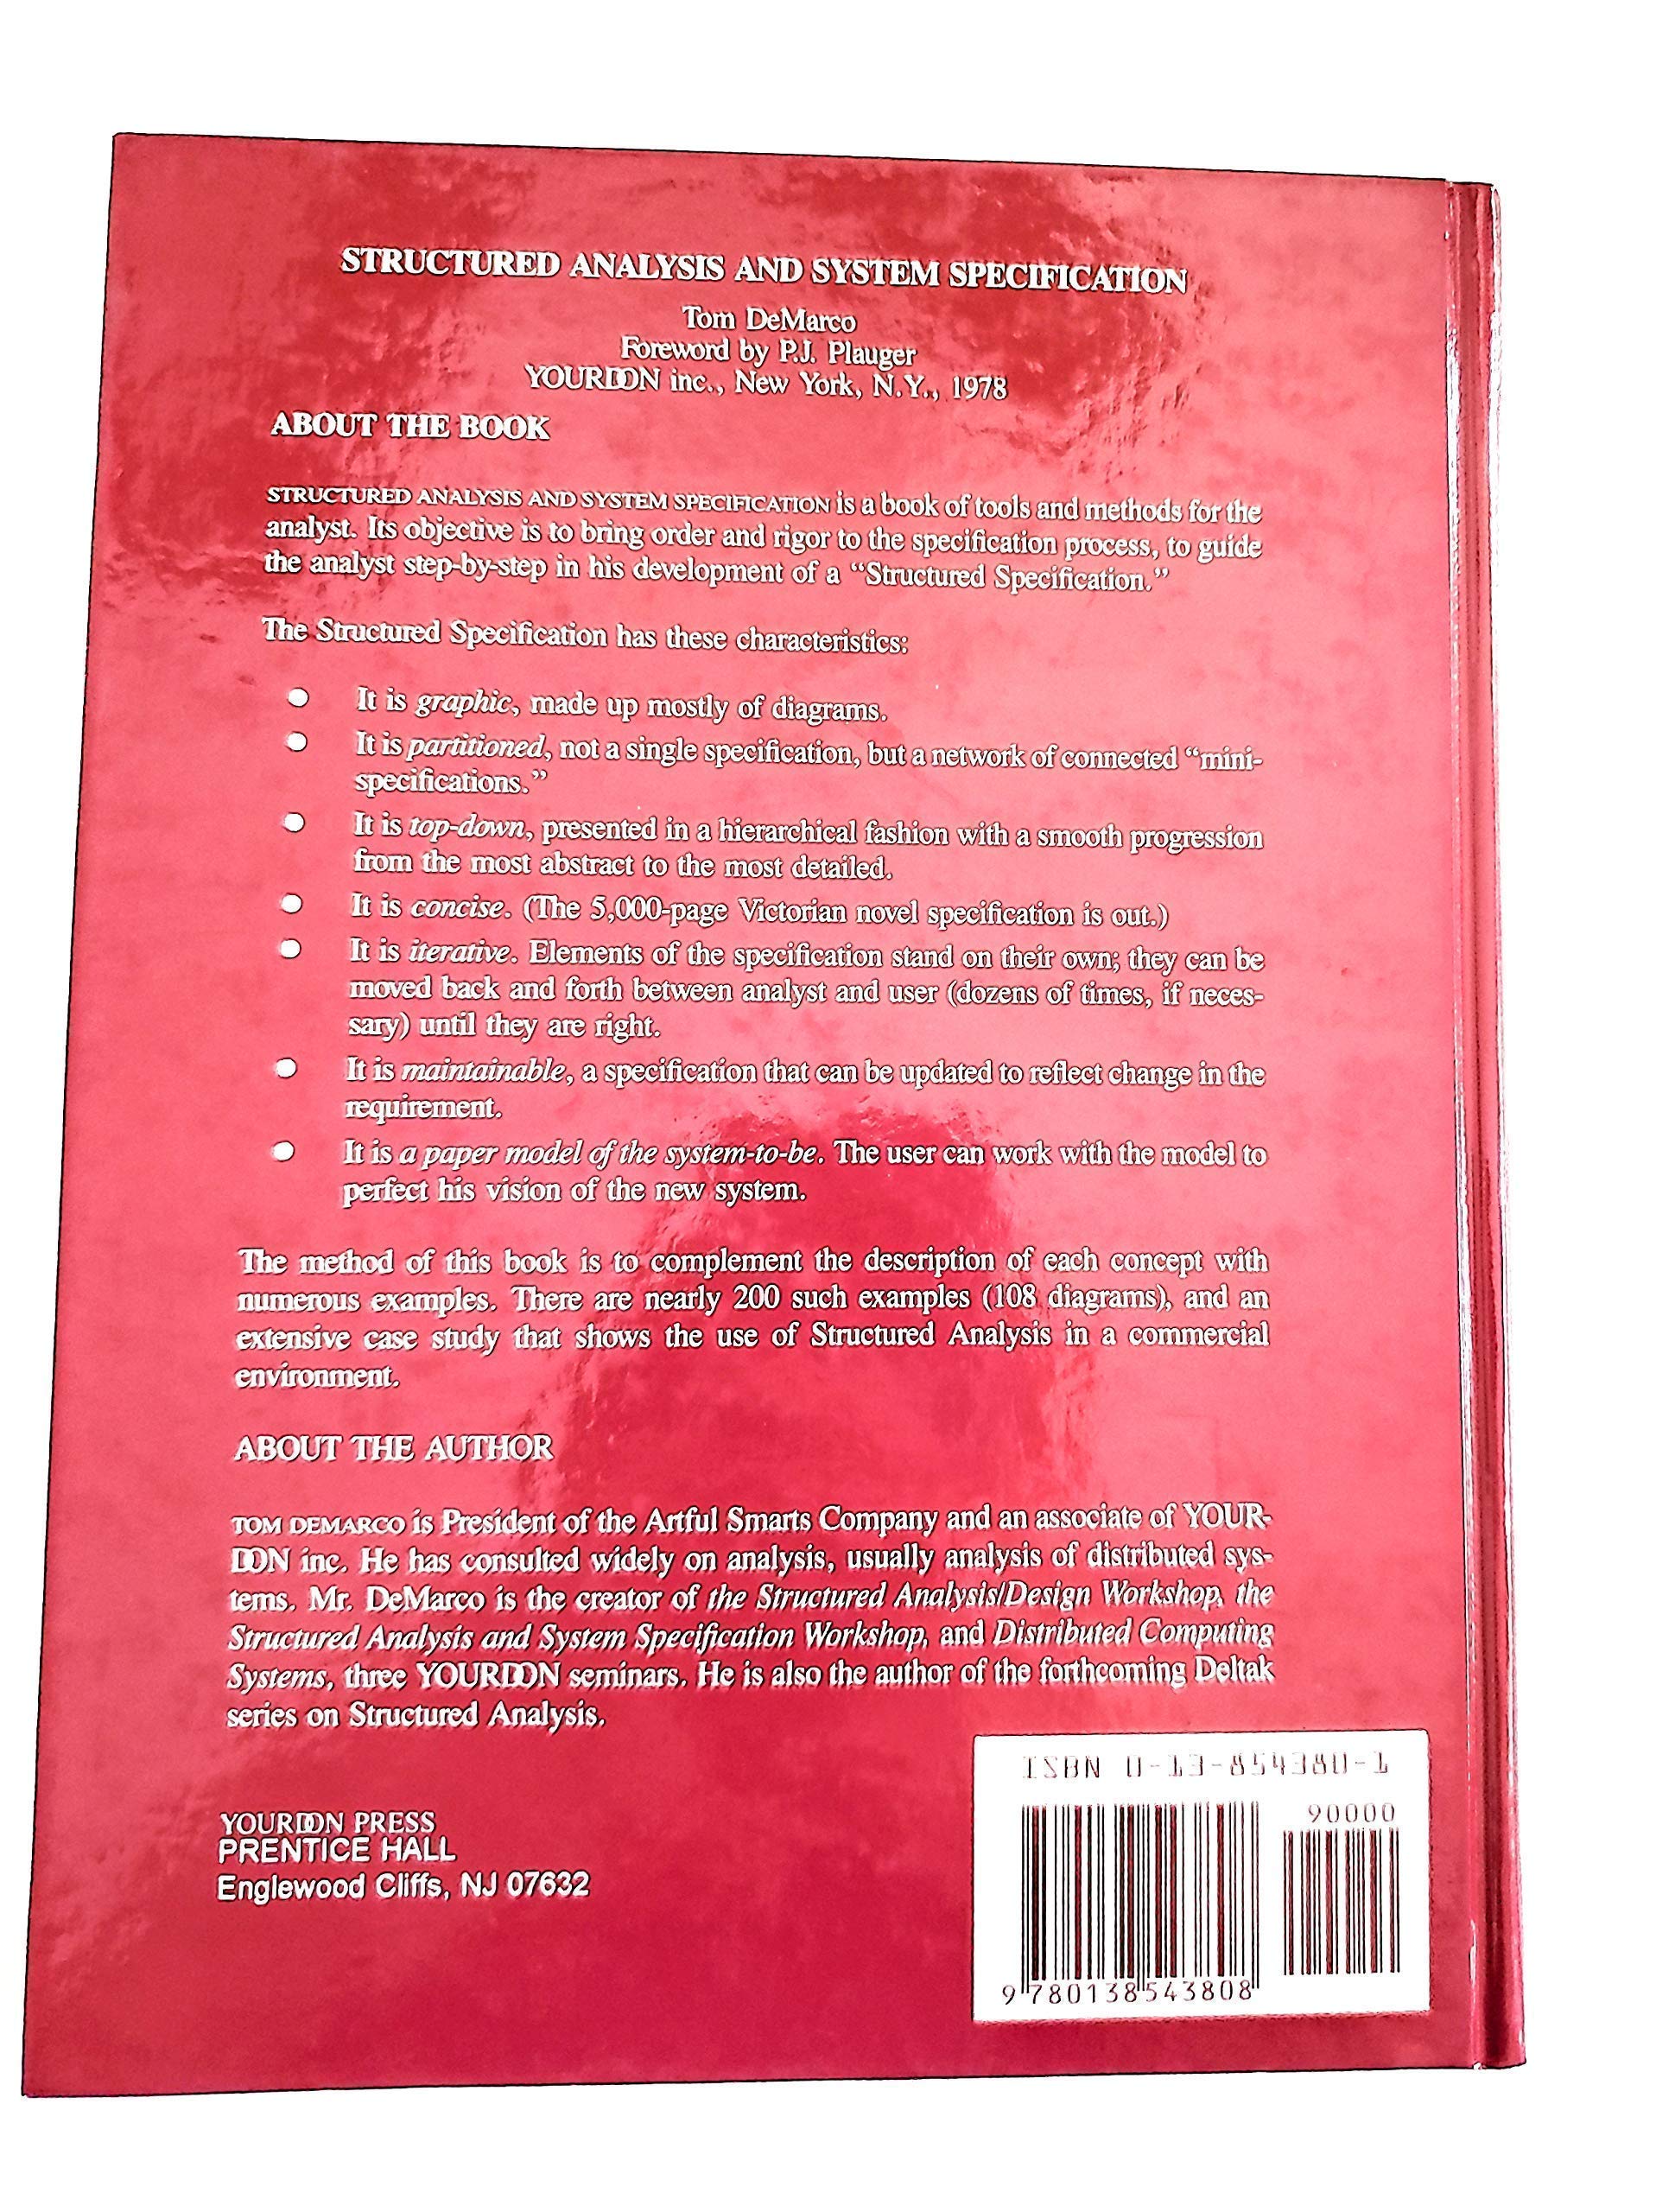 STRUCTURED ANALYSIS AND SYSTEM SPECIFICATION
Tom DeMarco
Foreword by P.J. Plauger
YOURDON inc., New York, N.Y., 1978
ABOUT THE BOOK
STRUCTURED ANALYSIS AND SYSTEM SPECIFICATION is a book of tools and methods for the
analyst. Its objective is to bring order and rigor to the specification process, to guide
the analyst step-by-step in his development of a “Structured Specification.”
The Structured Specification has these characteristics:
● It is graphic, made up mostly of diagrams.
● It is partitioned, not a single specification, but a network of connected “mini-
specifications.”
● It is top-down, presented in a hierarchical fashion with a smooth progression
from the most abstract to the most detailed.
● It is concise. (The 5,000-page Victorian novel specification is out.)
● It is iterative. Elements of the specification stand on their own; they can be
moved back and forth between analyst and user (dozens of times, if neces-
sary) until they are right.
● It is maintainable, a specification that can be updated to reflect change in the
requirement.
● It is a paper model of the system-to-be. The user can work with the model to
perfect his vision of the new system.
The method of this book is to complement the description of each concept with
numerous examples. There are nearly 200 such examples (108 diagrams), and an
extensive case study that shows the use of Structured Analysis in a commercial
environment.
ABOUT THE AUTHOR
TOM DEMARCO is President of the Artful Smarts Company and an associate of YOUR-
DON inc. He has consulted widely on analysis, usually analysis of distributed sys-
tems. Mr. DeMarco is the creator of the Structured Analysis/Design Workshop, the
Structured Analysis and System Specification Workshop, and Distributed Computing
Systems, three YOURDON seminars. He is also the author of the forthcoming Deltak
series on Structured Analysis.
YOURDON PRESS
PRENTICE HALL
Englewood Cliffs, NJ 07632
ISBN 0-13-854380-1
90000
9 780138 543808